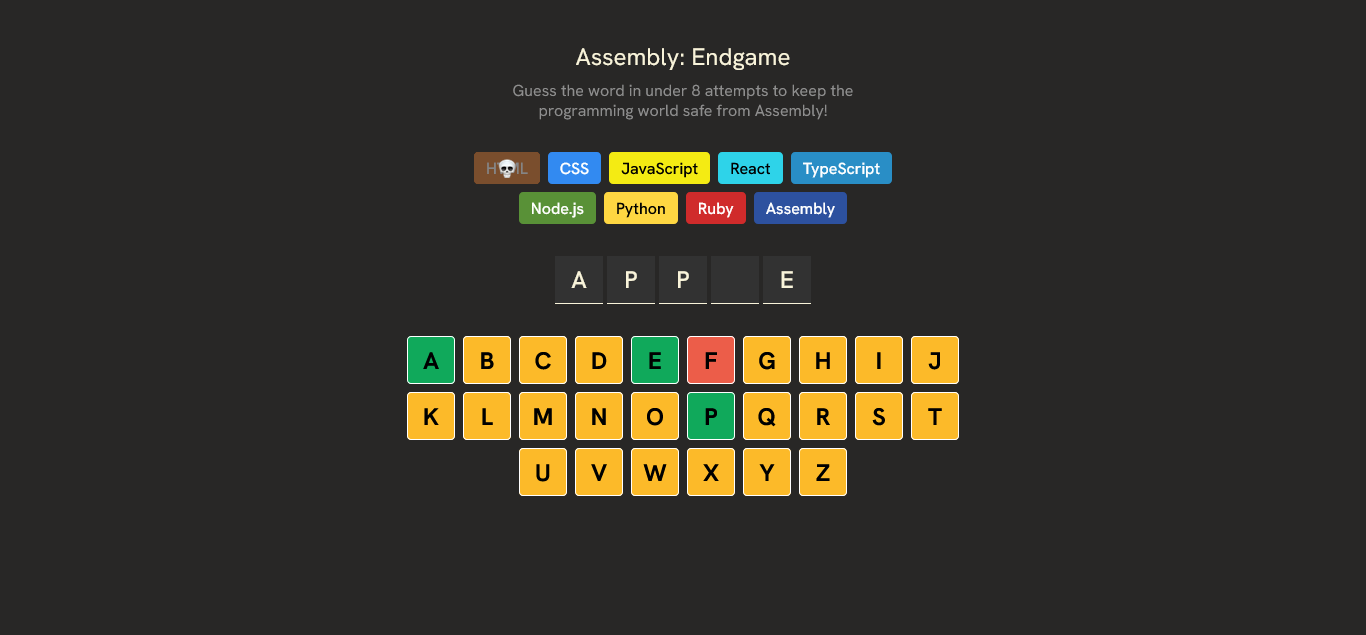 Assembly: Endgame
Guess the word in under 8 attempts to keep the
programming world safe from Assembly!
HTML CSS JavaScript React TypeScript
Node.js Python Ruby Assembly
A P P E
A B C D E F G H I J
K L M N O P Q R S T
U V W X Y Z